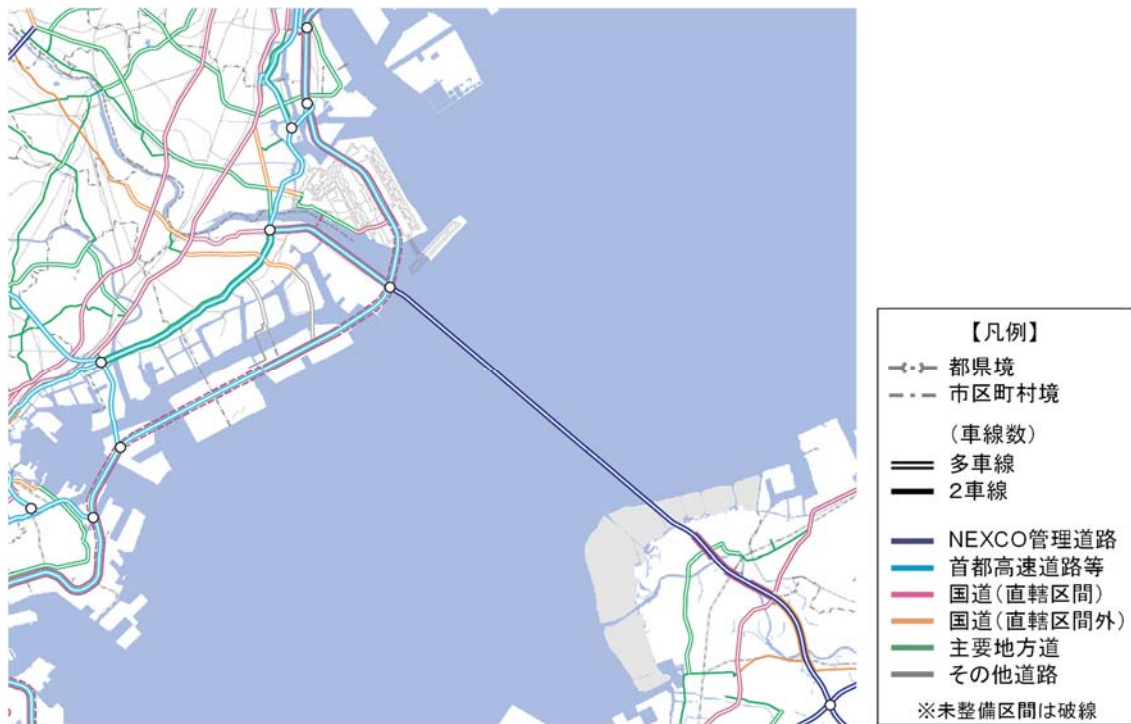 【凡例】
都県境
市区町村境
(車線数)
多車線
2車線
NEXCO管理道路
首都高速道路等
国道(直轄区間)
国道(直轄区間外)
主要地方道
その他道路
※未整備区間は破線